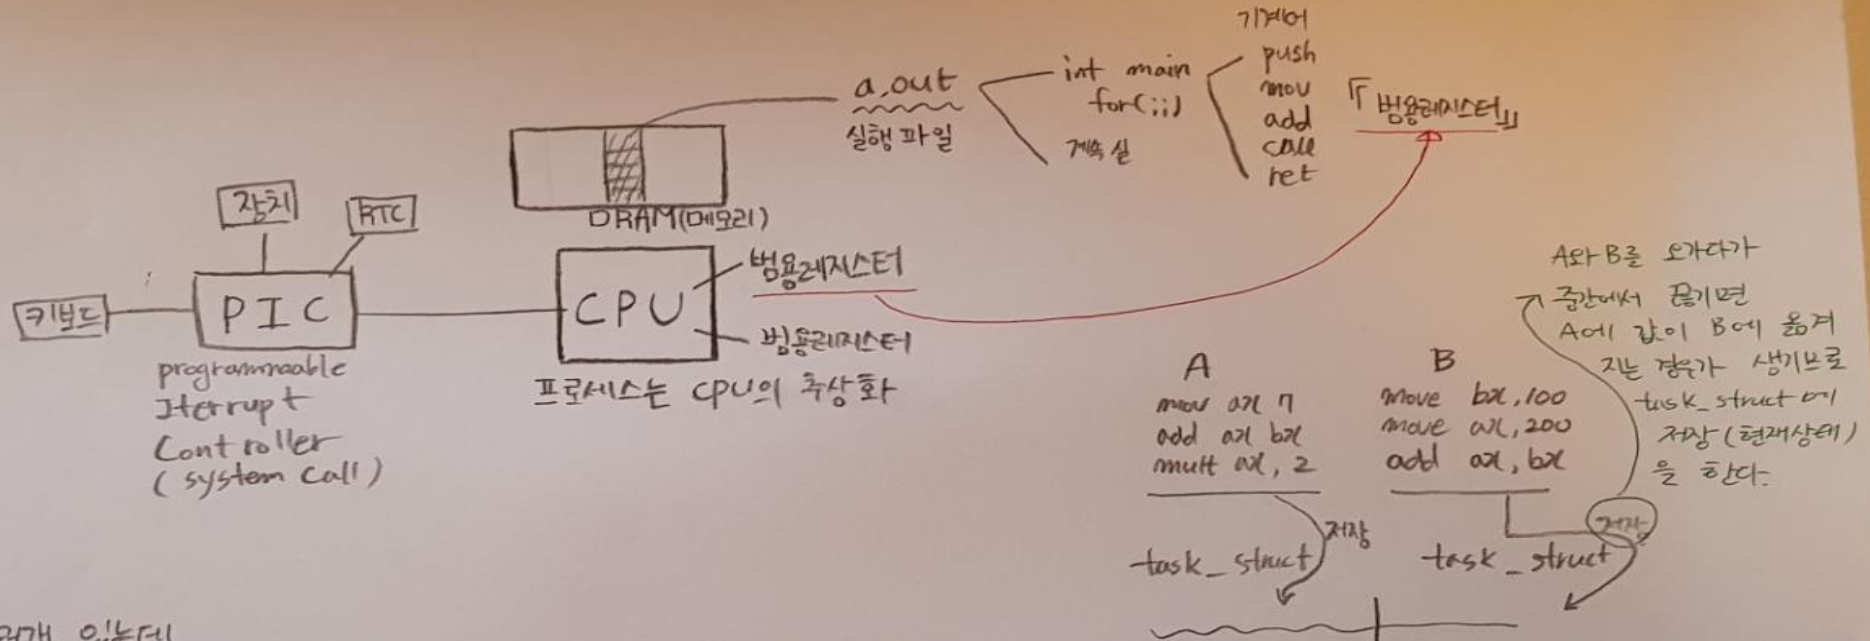 기계어
a.out
실행파일
int main
for(;;)
계속 실
push
mov
add
call
ret
『범용레지스터』
장치
RTC
키보드
PIC
programmaable
Iterrupt
Controller
(system call)
DRAM(메모리)
CPU
범용레지스터
범용레지스터
프로세스는 cpu의 추상화
A
mov ax 7
add ax bx
mult ax, 2
저장
task_struct
B
move bx,100
move ax,200
add ax, bx
저장
task_struct
A와 B를 오가다가
중간에서 끊기면
A에 값이 B에 옮겨
지는 경우가 생기므로
task_struct에
저장(현재상태)
을 한다.
있는데